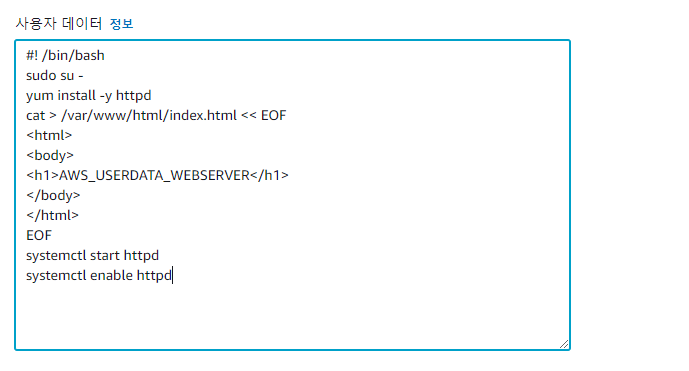 사용자 데이터 정보
#! /bin/bash
sudo su -
yum install -y httpd
cat > /var/www/html/index.html << EOF
<html>
<body>
<h1>AWS_USERDATA_WEBSERVER</h1>
</body>
</html>
EOF
systemctl start httpd
systemctl enable httpd